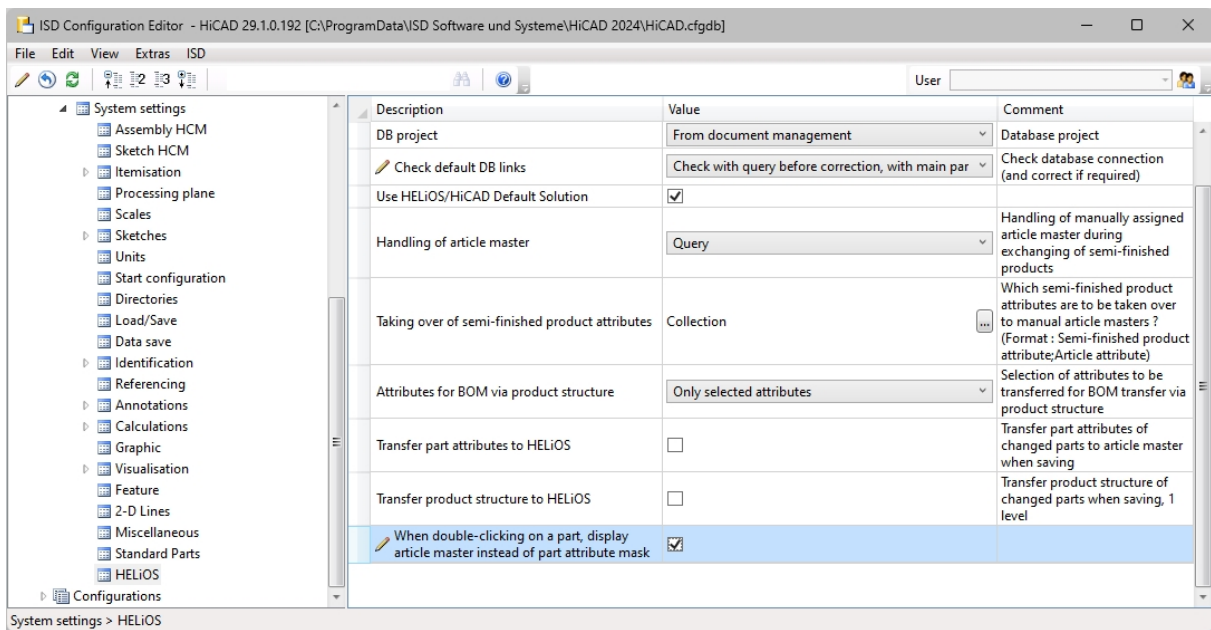 ISD Configuration Editor - HiCAD 29.1.0.192 [C:\ProgramData\ISD Software und Systeme\HiCAD 2024\HiCAD.cfgdb]
File Edit View Extras ISD
2 3 User
System settings
Assembly HCM
Sketch HCM
Itemisation
Processing plane
Scales
Sketches
Units
Start configuration
Directories
Load/Save
Data save
Identification
Referencing
Annotations
Calculations
Graphic
Visualisation
Feature
2-D Lines
Miscellaneous
Standard Parts
HELiOS
Configurations
Description Value Comment
DB project From document management Database project
Check default DB links Check with query before correction, with main par Check database connection
(and correct if required)
Use HELiOS/HiCAD Default Solution
Handling of article master Query Handling of manually assigned
article master during
exchanging of semi-finished
products
Taking over of semi-finished product attributes Collection ... Which semi-finished product
attributes are to be taken over
to manual article masters ?
(Format : Semi-finished product
attribute;Article attribute)
Attributes for BOM via product structure Only selected attributes Selection of attributes to be
transferred for BOM transfer via
product structure
Transfer part attributes to HELiOS Transfer part attributes of
changed parts to article master
when saving
Transfer product structure to HELiOS Transfer product structure of
changed parts when saving, 1
level
When double-clicking on a part, display
article master instead of part attribute mask
System settings > HELiOS